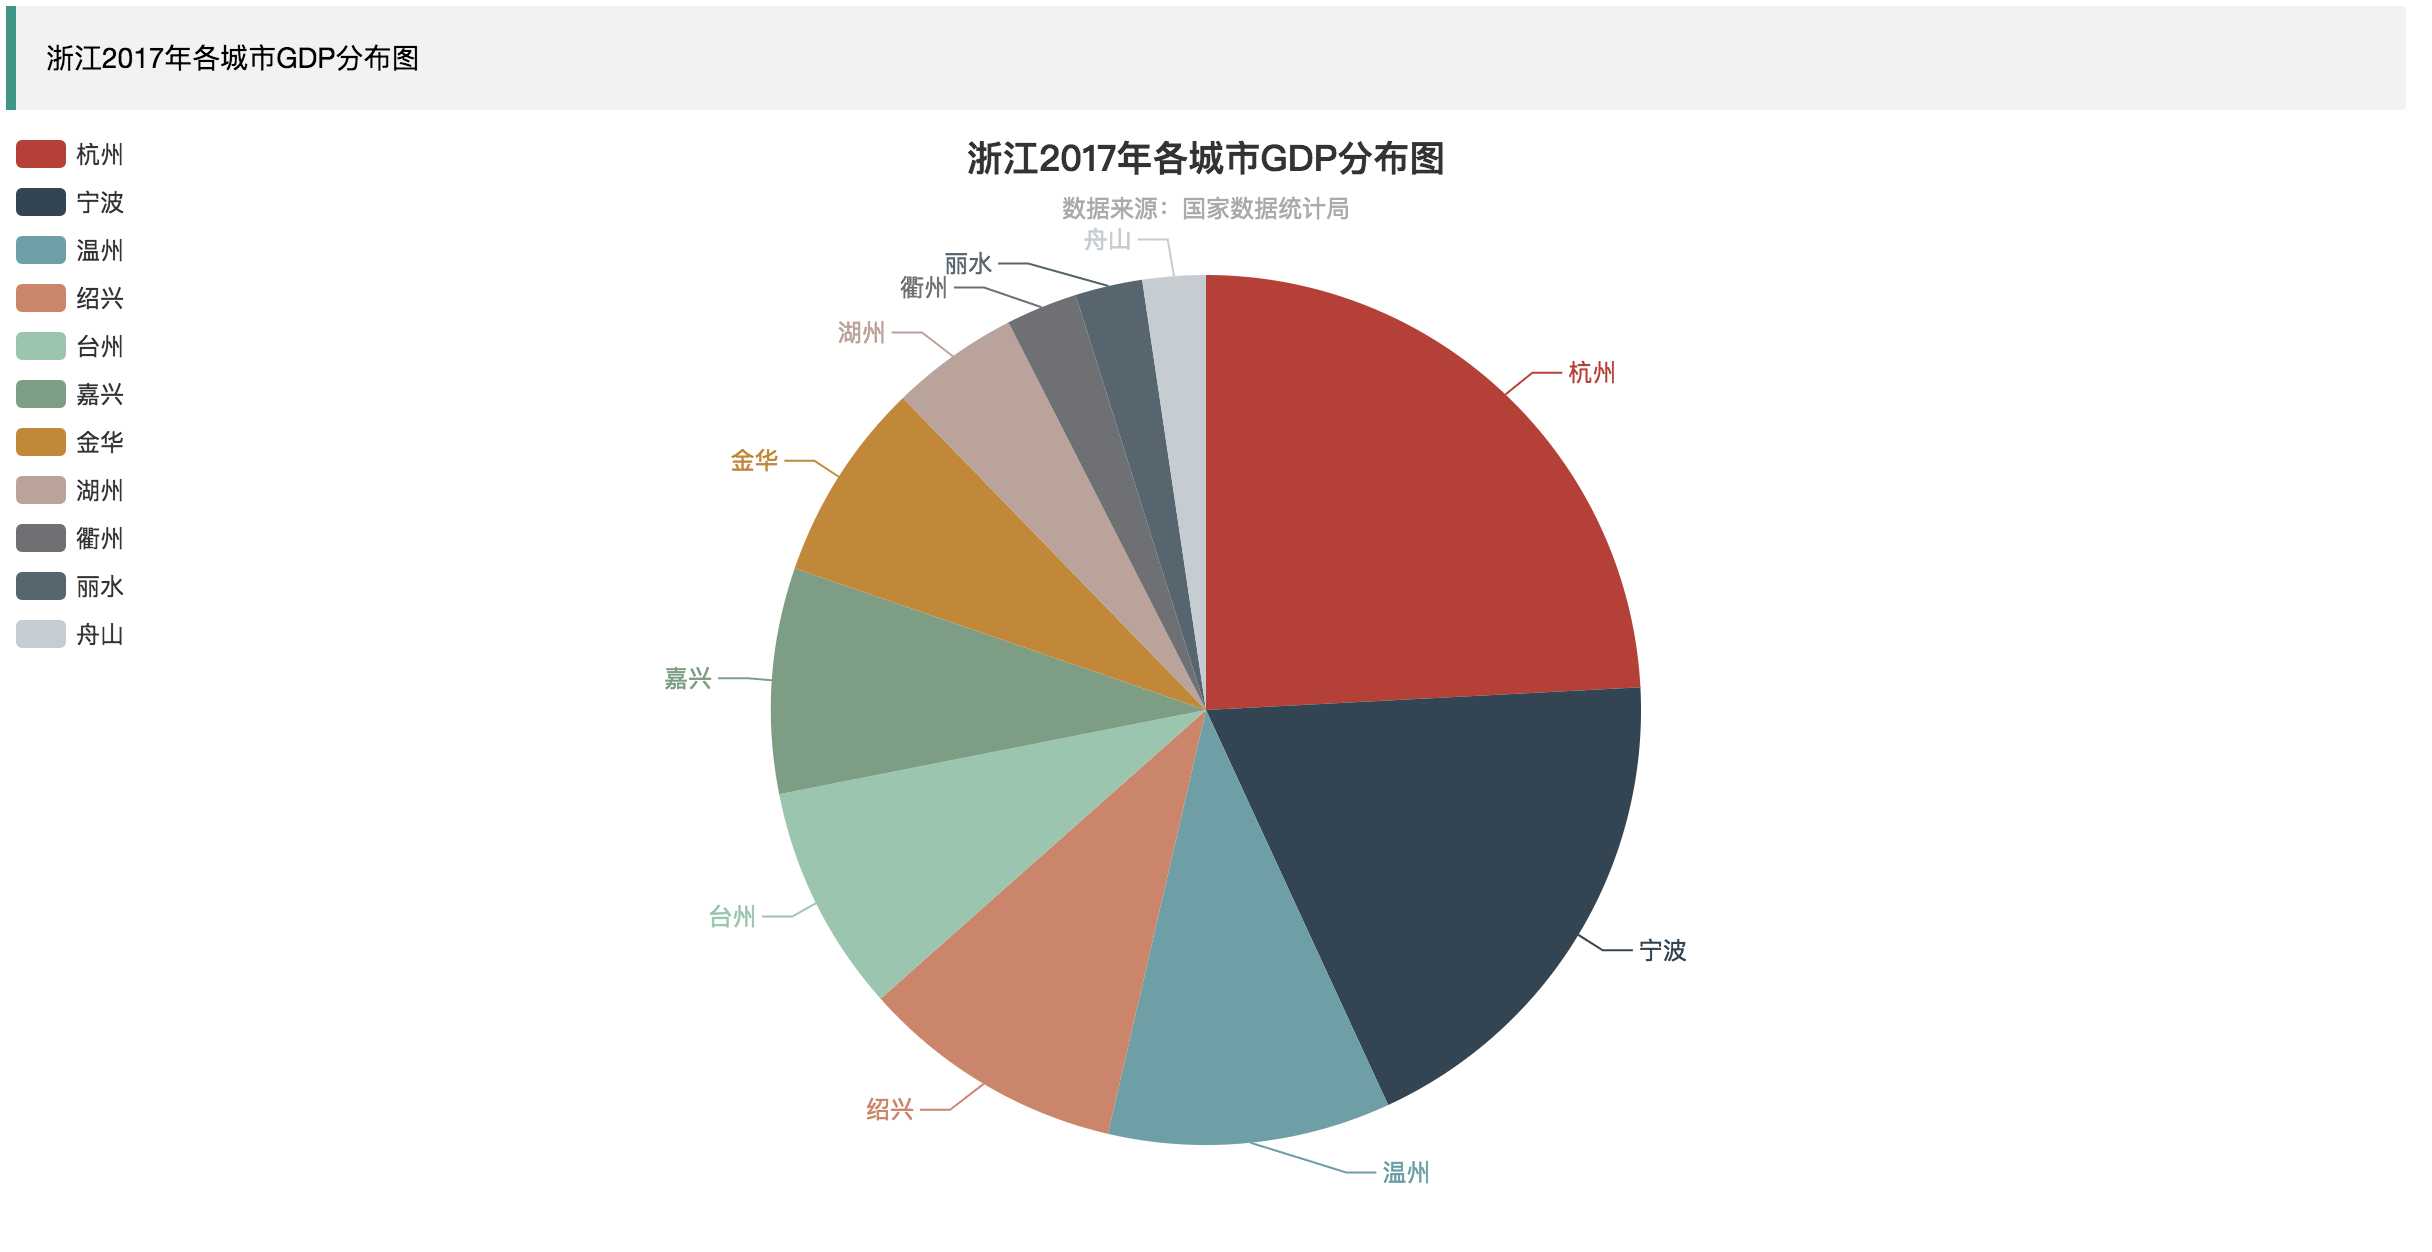 浙江2017年各城市GDP分布图
浙江2017年各城市GDP分布图
数据来源：国家数据统计局
杭州
宁波
温州
绍兴
台州
嘉兴
金华
湖州
衢州
丽水
舟山
舟山
丽水
衢州
湖州
杭州
金华
嘉兴
台州
宁波
绍兴
温州